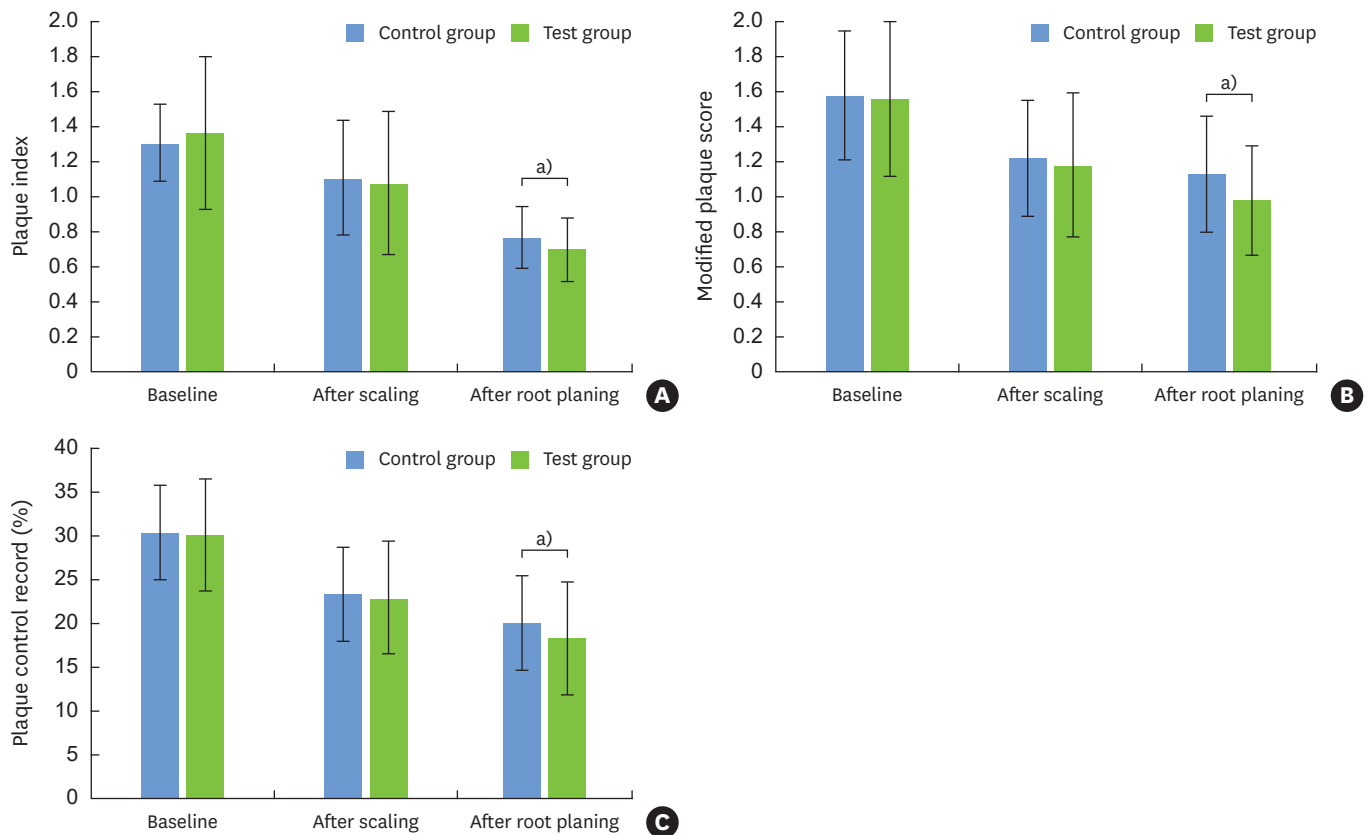 Control group Test group
Plaque index
2.0
1.8
1.6
1.4
1.2
1.0
0.8
0.6
0.4
0.2
0
a)
Baseline After scaling After root planing
A
Control group Test group
Modified plaque score
2.0
1.8
1.6
1.4
1.2
1.0
0.8
0.6
0.4
0.2
0
a)
Baseline After scaling After root planing
B
Control group Test group
Plaque control record (%)
40
35
30
25
20
15
10
5
0
a)
Baseline After scaling After root planing
C